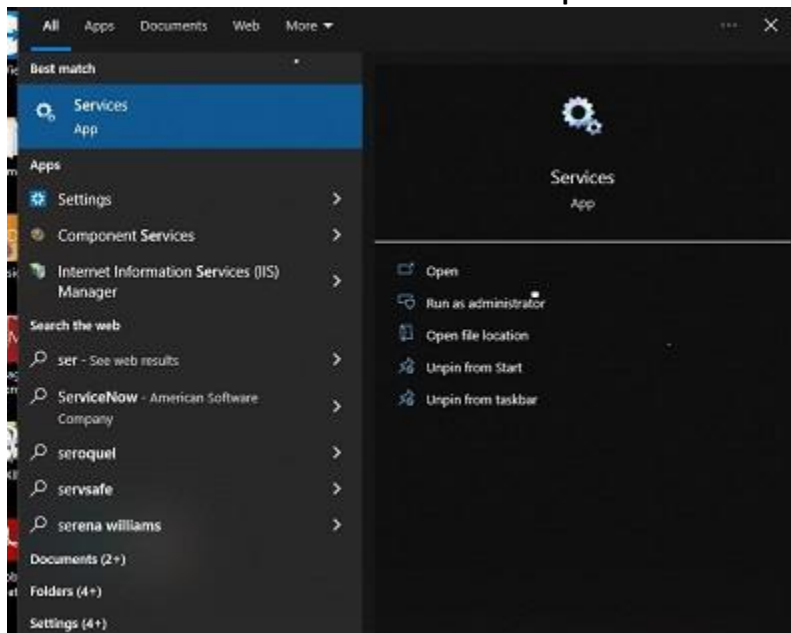 All Apps Documents Web More
Best match
Services
App
Apps
Settings
Component Services
Internet Information Services (IIS)
Manager
Search the web
ser - See web results
ServiceNow - American Software
Company
seroquel
servsafe
serena williams
Documents (2+)
Folders (4+)
Settings (4+)
Services
App
Open
Run as administrator
Open file location
Unpin from Start
Unpin from taskbar